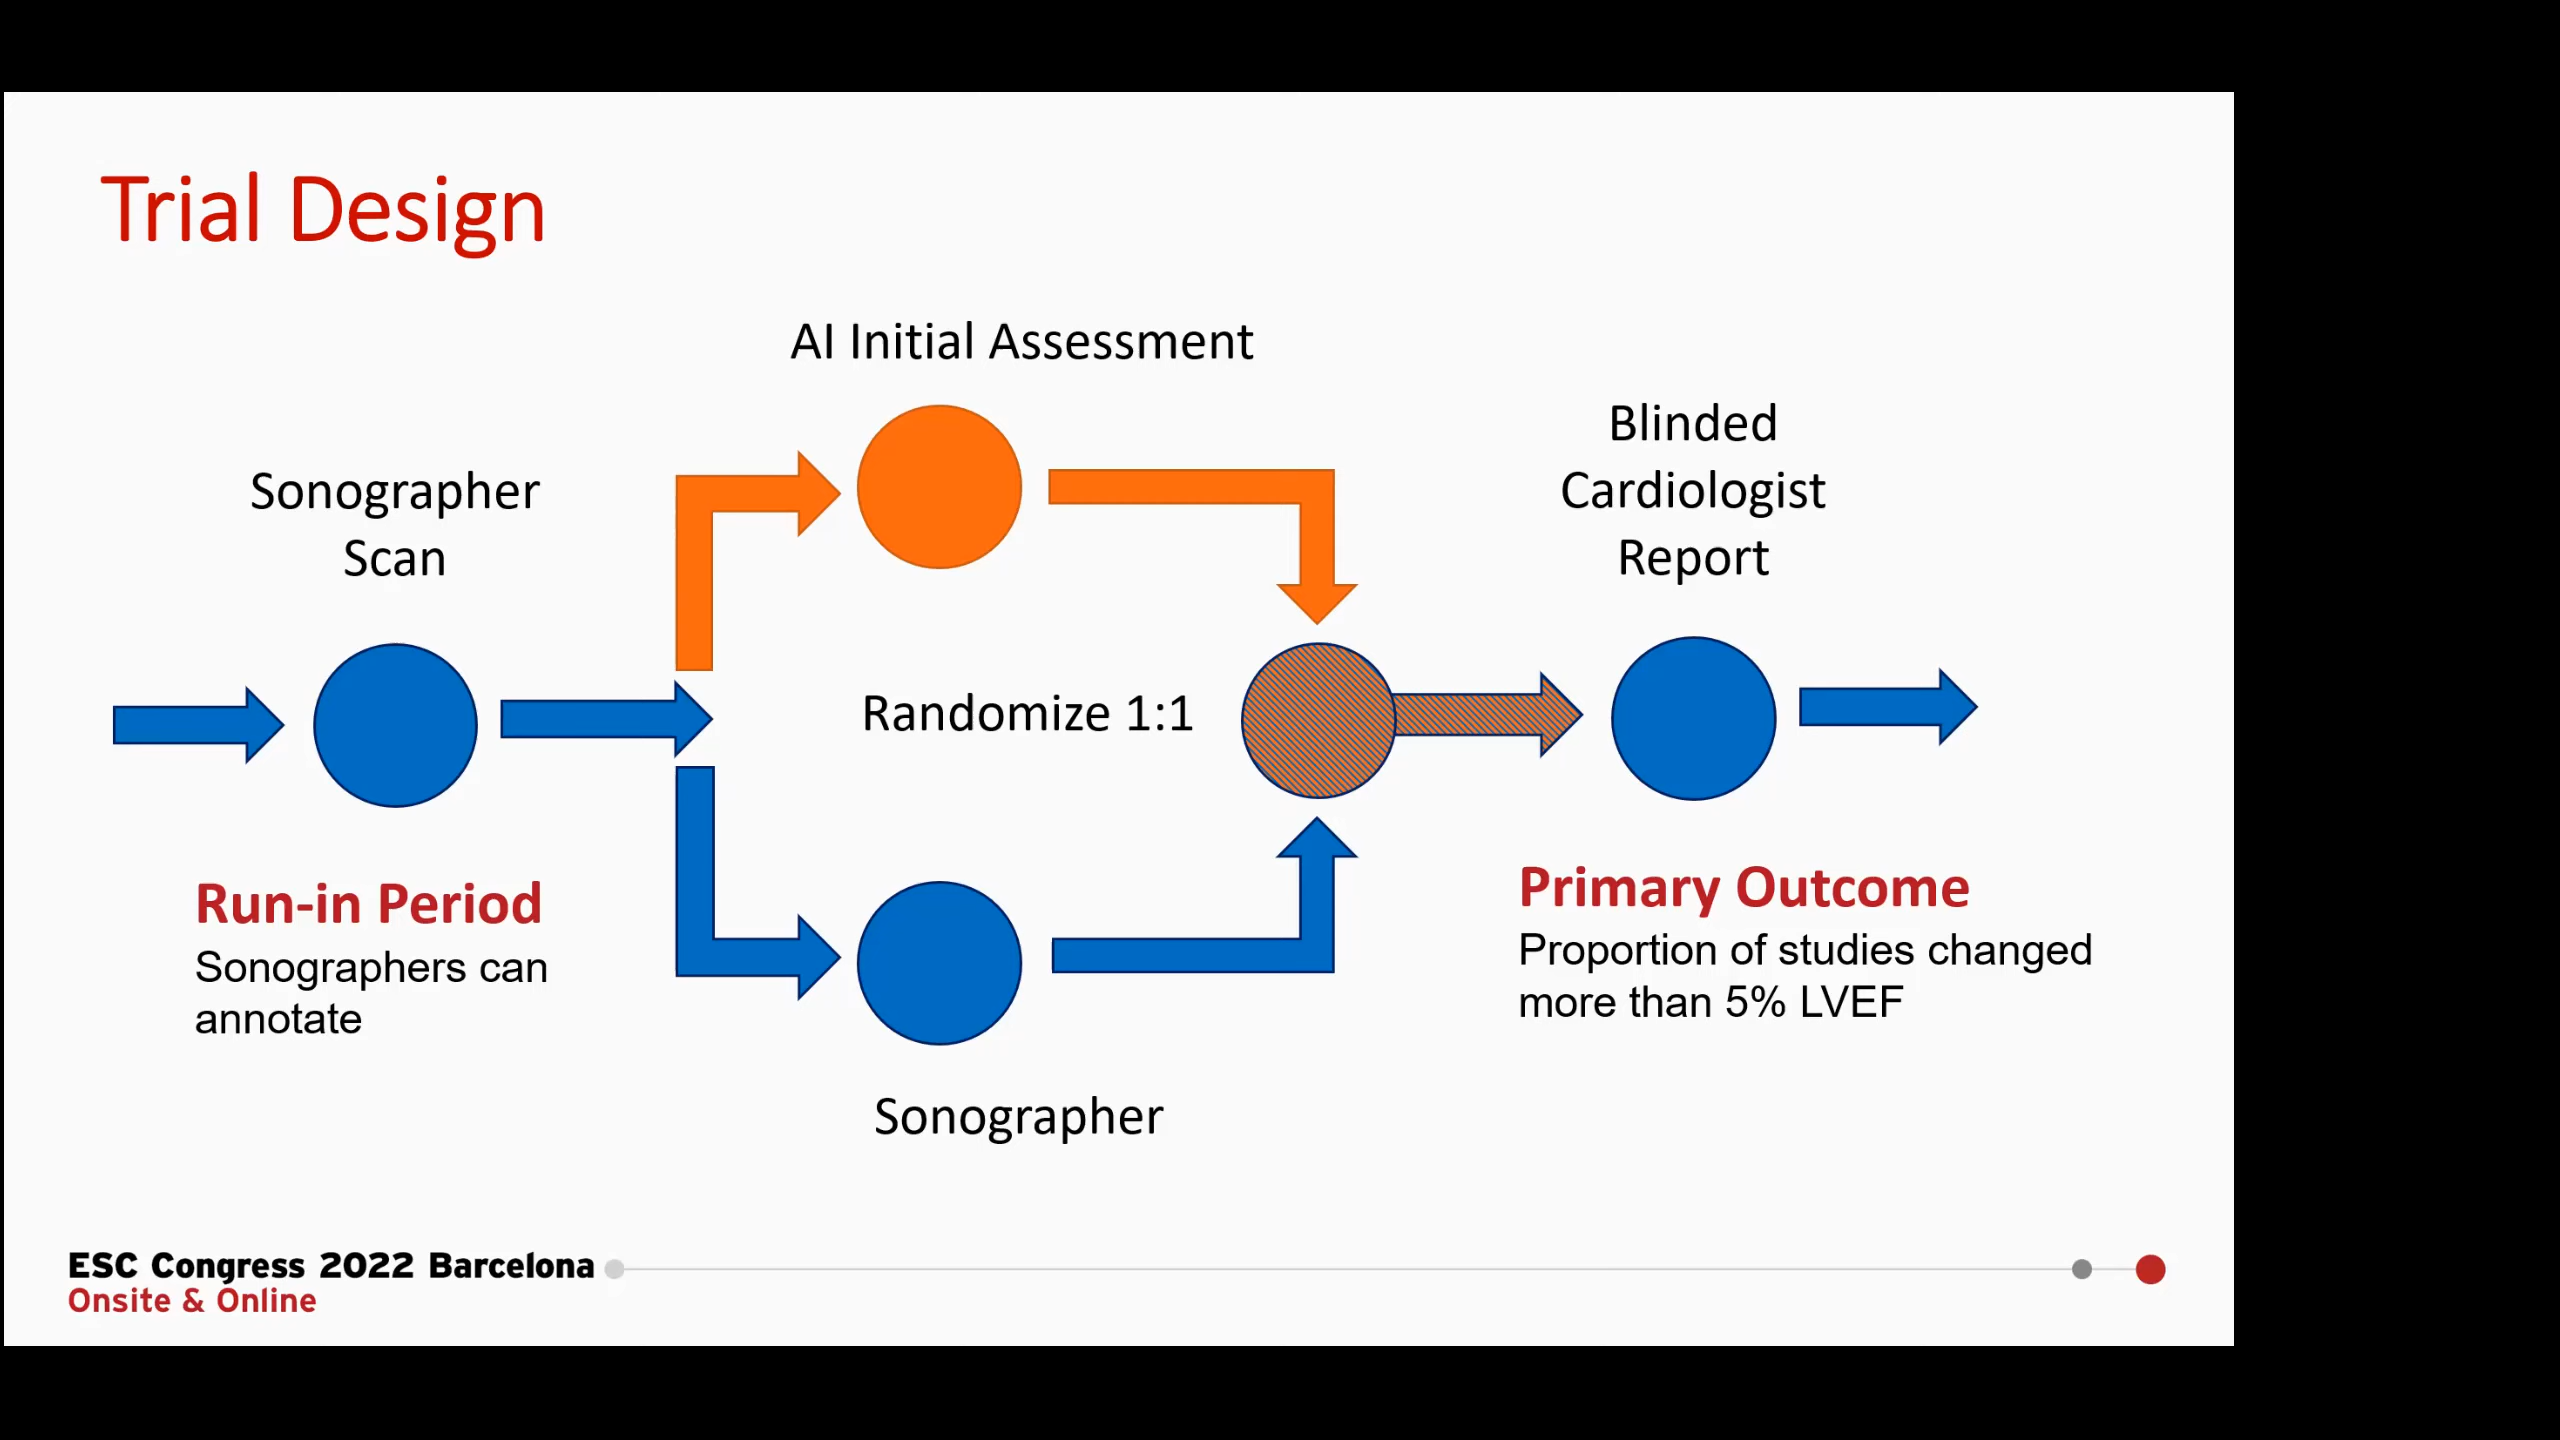 Trial Design
AI Initial Assessment
Sonographer
Scan
Blinded
Cardiologist
Report
Randomize 1:1
Run-in Period
Sonographers can
annotate
Primary Outcome
Proportion of studies changed
more than 5% LVEF
Sonographer
ESC Congress 2022 Barcelona
Onsite & Online